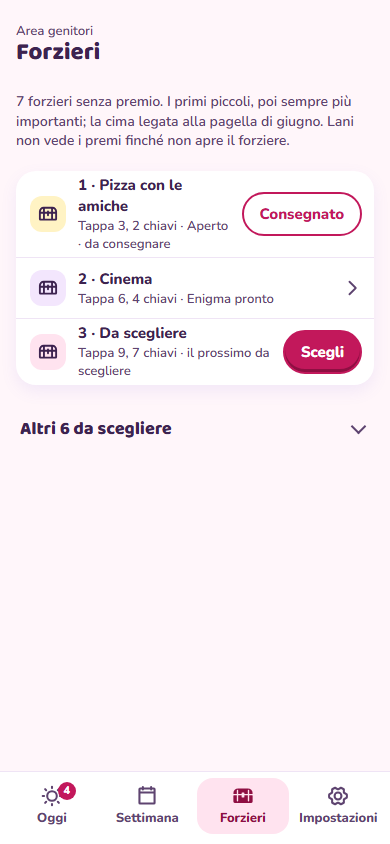 Area genitori
Forzieri
7 forzieri senza premio. I primi piccoli, poi sempre più
importanti; la cima legata alla pagella di giugno. Lani
non vede i premi finché non apre il forziere.
1 · Pizza con le
amiche
Tappa 3, 2 chiavi · Aperto
· da consegnare
Consegnato
2 · Cinema
Tappa 6, 4 chiavi · Enigma pronto
3 · Da scegliere
Tappa 9, 7 chiavi · il prossimo da
scegliere
Scegli
Altri 6 da scegliere
4
Oggi
Settimana
Forzieri
Impostazioni